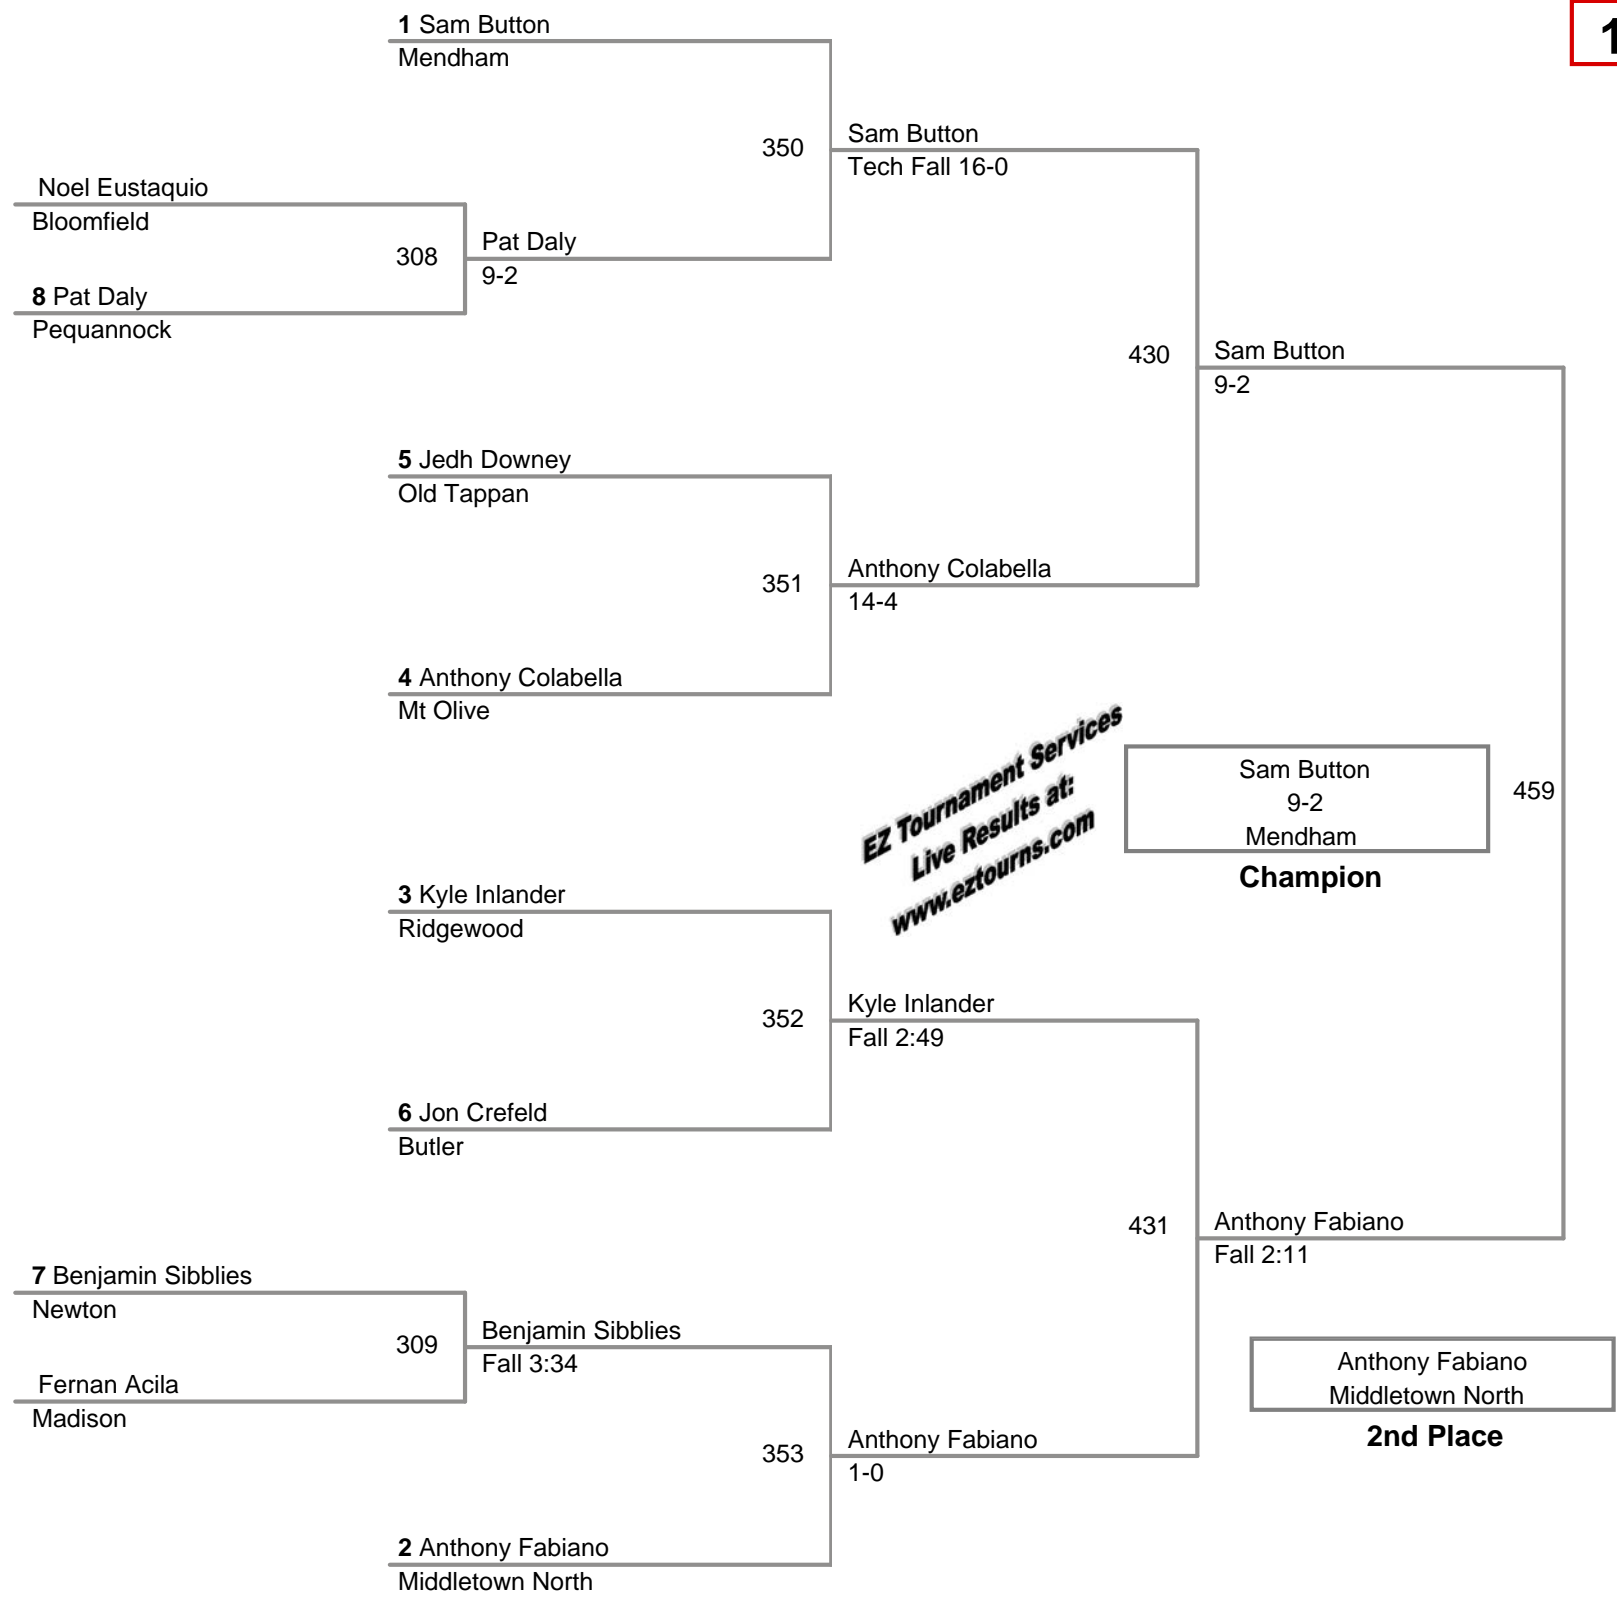 1 Sam Button
Mendham
1
350
Sam Button
Tech Fall 16-0
Noel Eustaquio
Bloomfield
308
Pat Daly
9-2
8 Pat Daly
Pequannock
430
Sam Button
9-2
5 Jedh Downey
Old Tappan
351
Anthony Colabella
14-4
4 Anthony Colabella
Mt Olive
EZ Tournament Services
Live Results at:
www.eztourns.com
Sam Button
9-2
Mendham
Champion
459
3 Kyle Inlander
Ridgewood
352
Kyle Inlander
Fall 2:49
6 Jon Crefeld
Butler
431
Anthony Fabiano
Fall 2:11
7 Benjamin Sibblies
Newton
309
Benjamin Sibblies
Fall 3:34
Fernan Acila
Madison
Anthony Fabiano
Middletown North
2nd Place
353
Anthony Fabiano
1-0
2 Anthony Fabiano
Middletown North